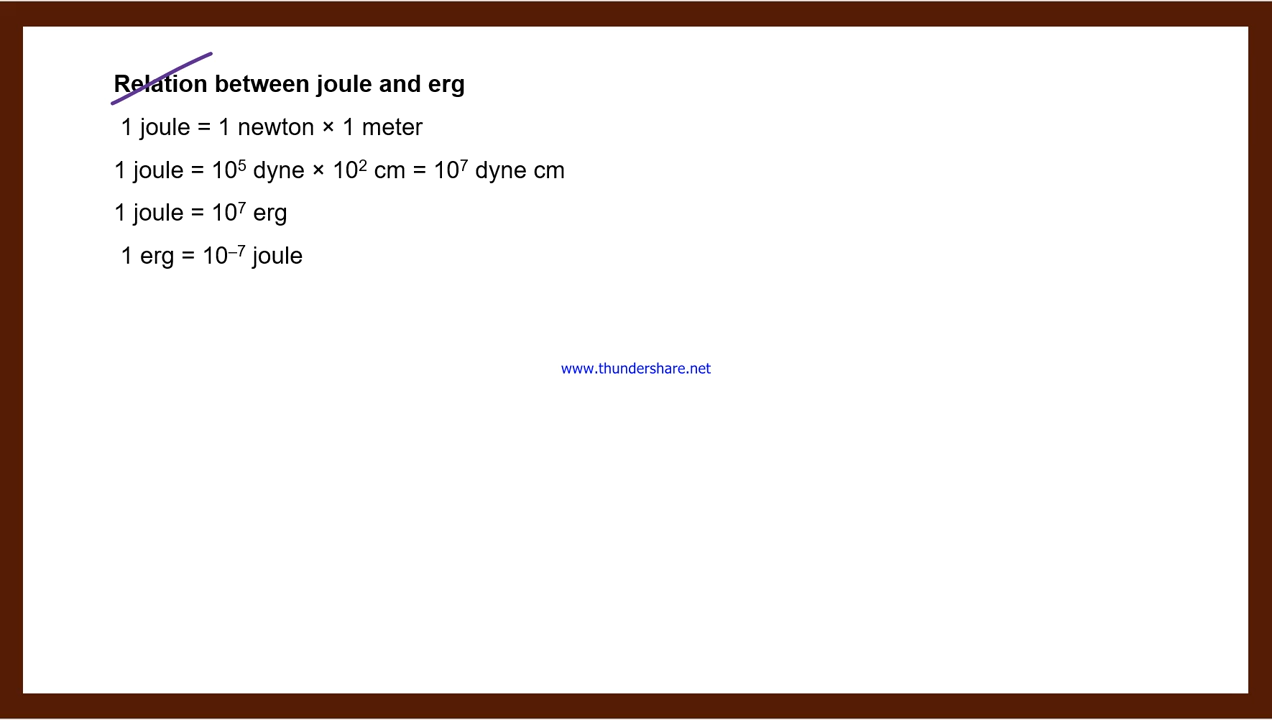 Relation between joule and erg
1 joule = 1 newton × 1 meter
1 joule = 10⁵ dyne × 10² cm = 10⁷ dyne cm
1 joule = 10⁷ erg
1 erg = 10⁻⁷ joule
www.thundershare.net